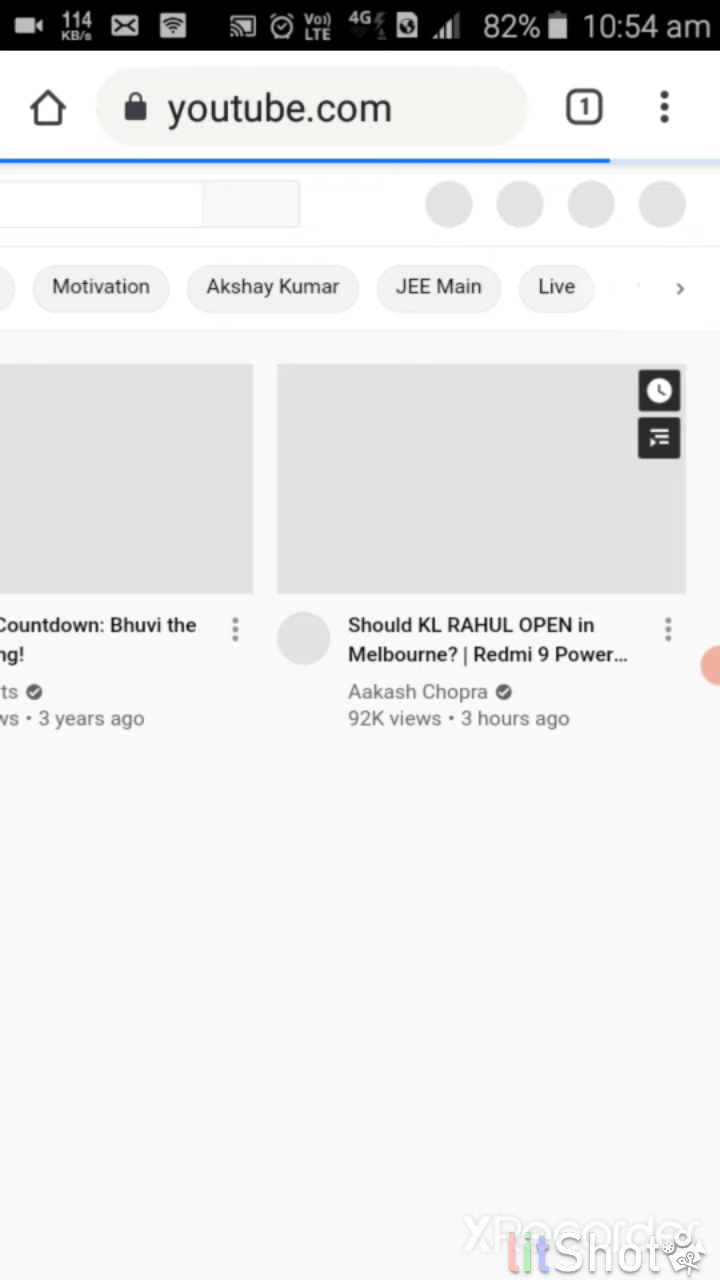 114
KB/s
Vo))
LTE
4G
82%
10:54 am
youtube.com
1
Motivation
Akshay Kumar
JEE Main
Live
Countdown: Bhuvi the
ng!
ts
ws • 3 years ago
Should KL RAHUL OPEN in
Melbourne? | Redmi 9 Power...
Aakash Chopra
92K views • 3 hours ago
XRecorder
litShot